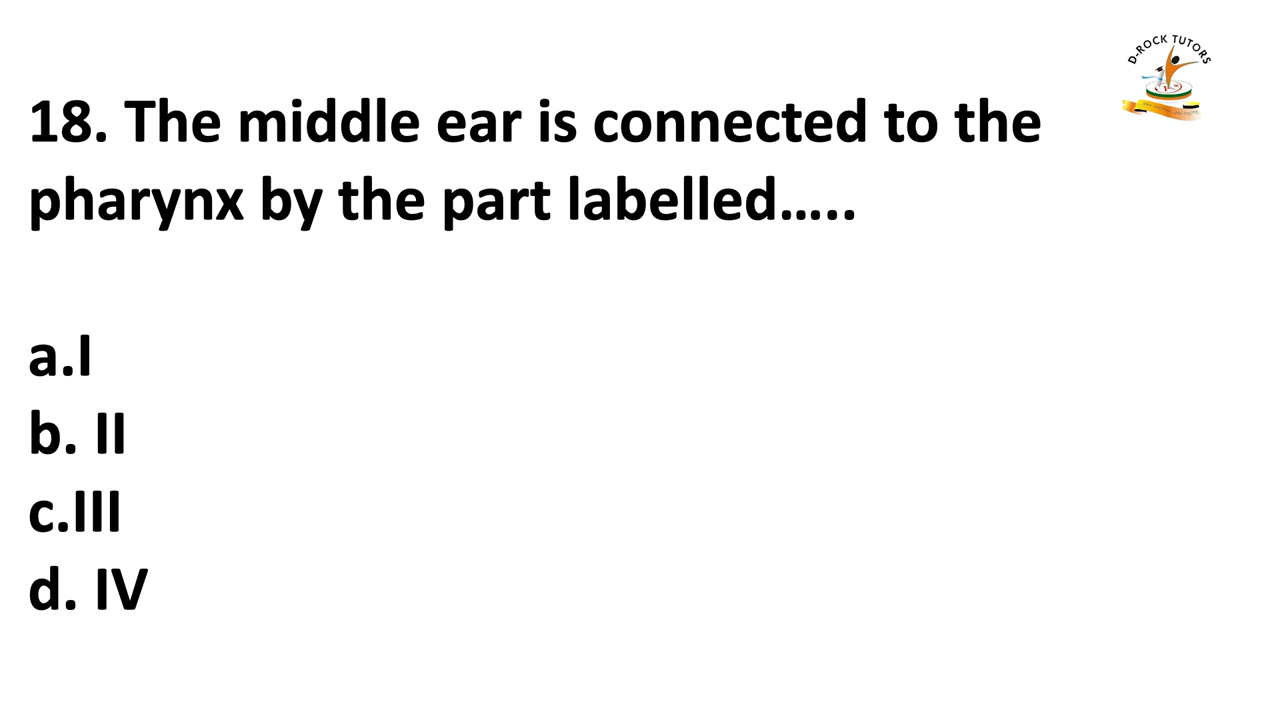 D-ROCK TUTORS
18. The middle ear is connected to the
pharynx by the part labelled.....
a.I
b. II
c.III
d. IV